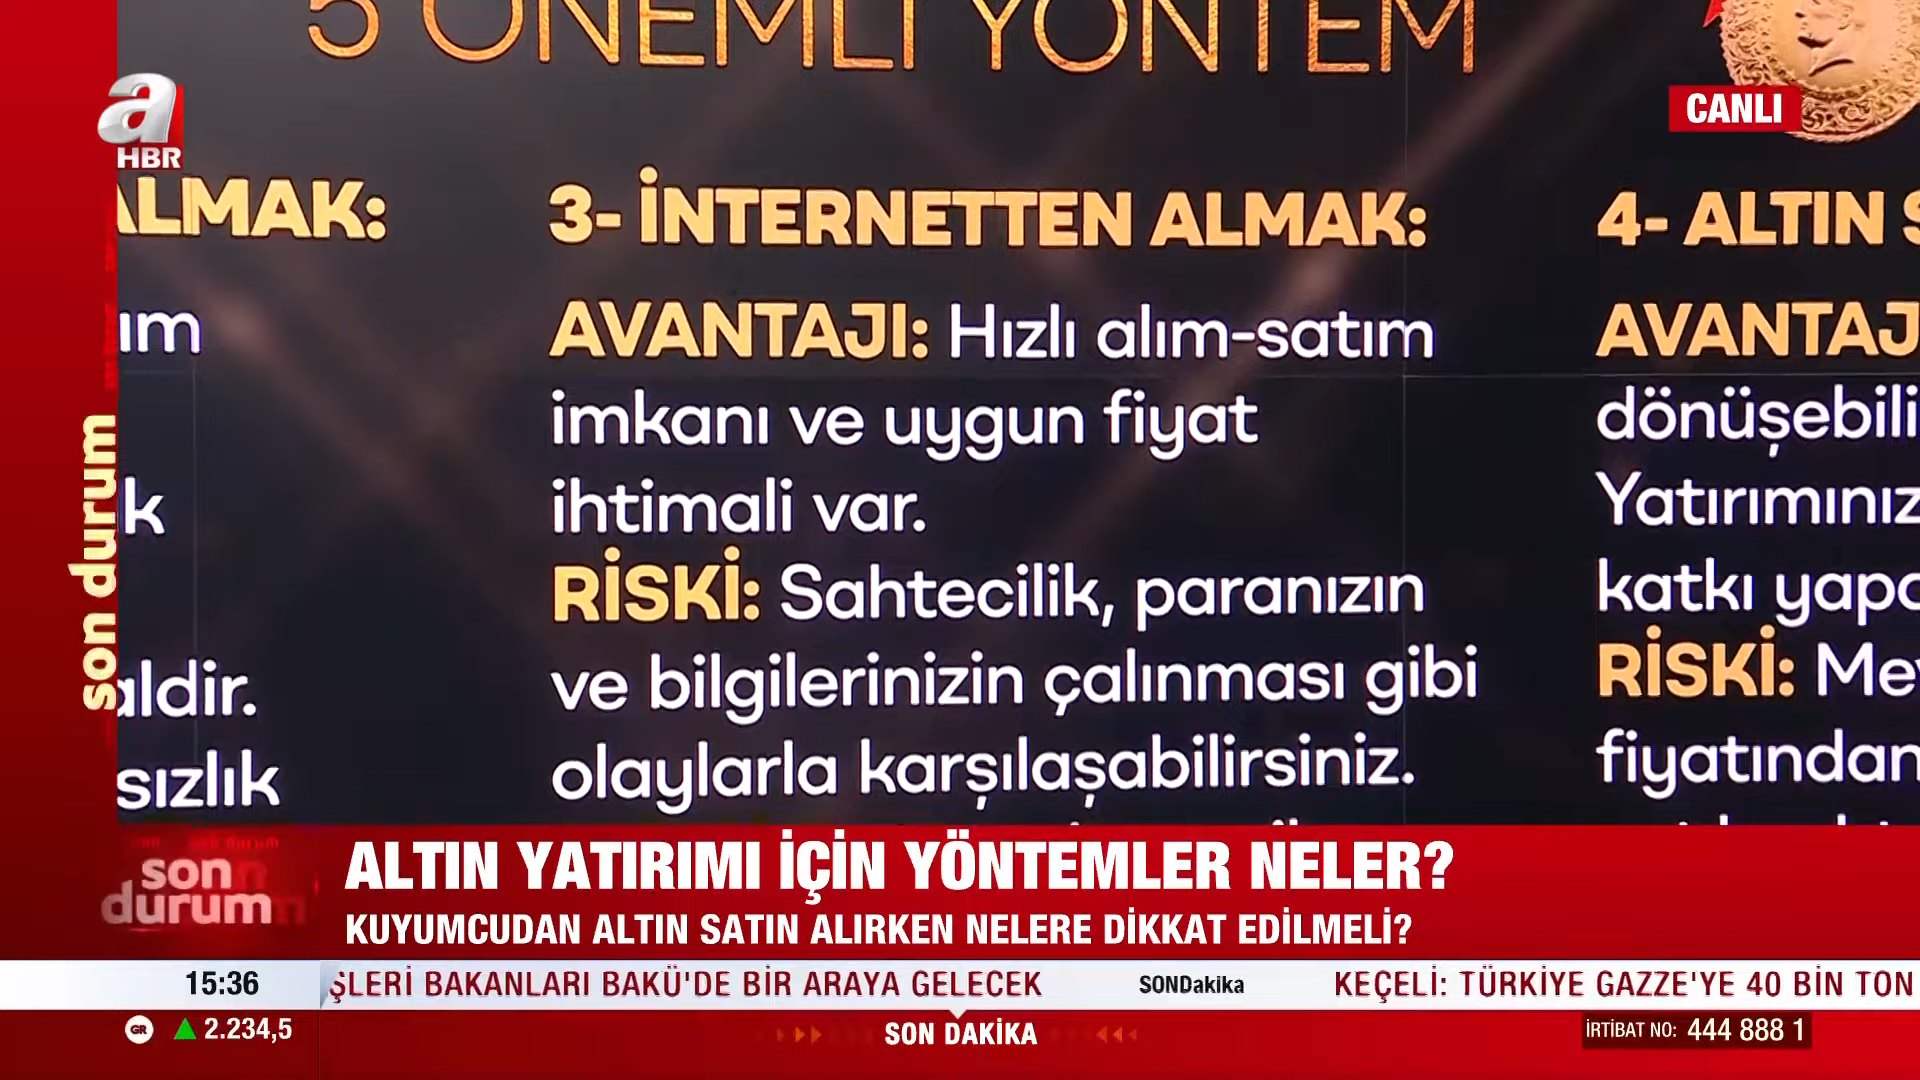 5 ÖNEMLİ YÖNTEM
a
HBR
CANLI
ALMAK:
ım
k
aldir.
sızlık
3- İNTERNETTEN ALMAK:
AVANTAJI: Hızlı alım-satım
imkanı ve uygun fiyat
ihtimali var.
RİSKİ: Sahtecilik, paranızın
ve bilgilerinizin çalınması gibi
olaylarla karşılaşabilirsiniz.
4- ALTIN S
AVANTAJ
dönüşebili
Yatırımınız
katkı yapa
RİSKİ: Mev
fiyatından
son durum
son
durum
ALTIN YATIRIMI İÇİN YÖNTEMLER NELER?
KUYUMCUDAN ALTIN SATIN ALIRKEN NELERE DİKKAT EDİLMELİ?
15:36
ŞLERİ BAKANLARI BAKÜ'DE BİR ARAYA GELECEK SONDakika KEÇELİ: TÜRKİYE GAZZE'YE 40 BİN TON
GR 2.234,5
SON DAKİKA
İRTİBAT NO: 444 888 1